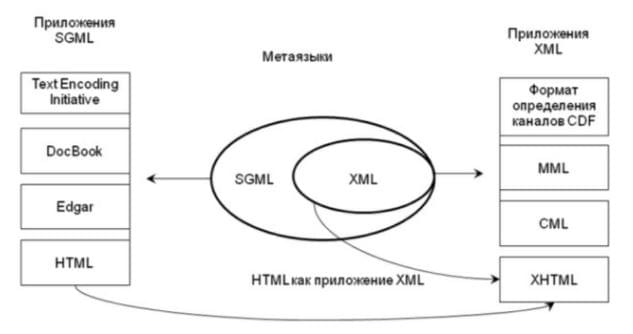 Приложения
SGML
Text Encoding
Initiative
DocBook
Edgar
HTML
Метаязыки
SGML
XML
HTML как приложение XML
Приложения
XML
Формат
определения
каналов CDF
MML
CML
XHTML